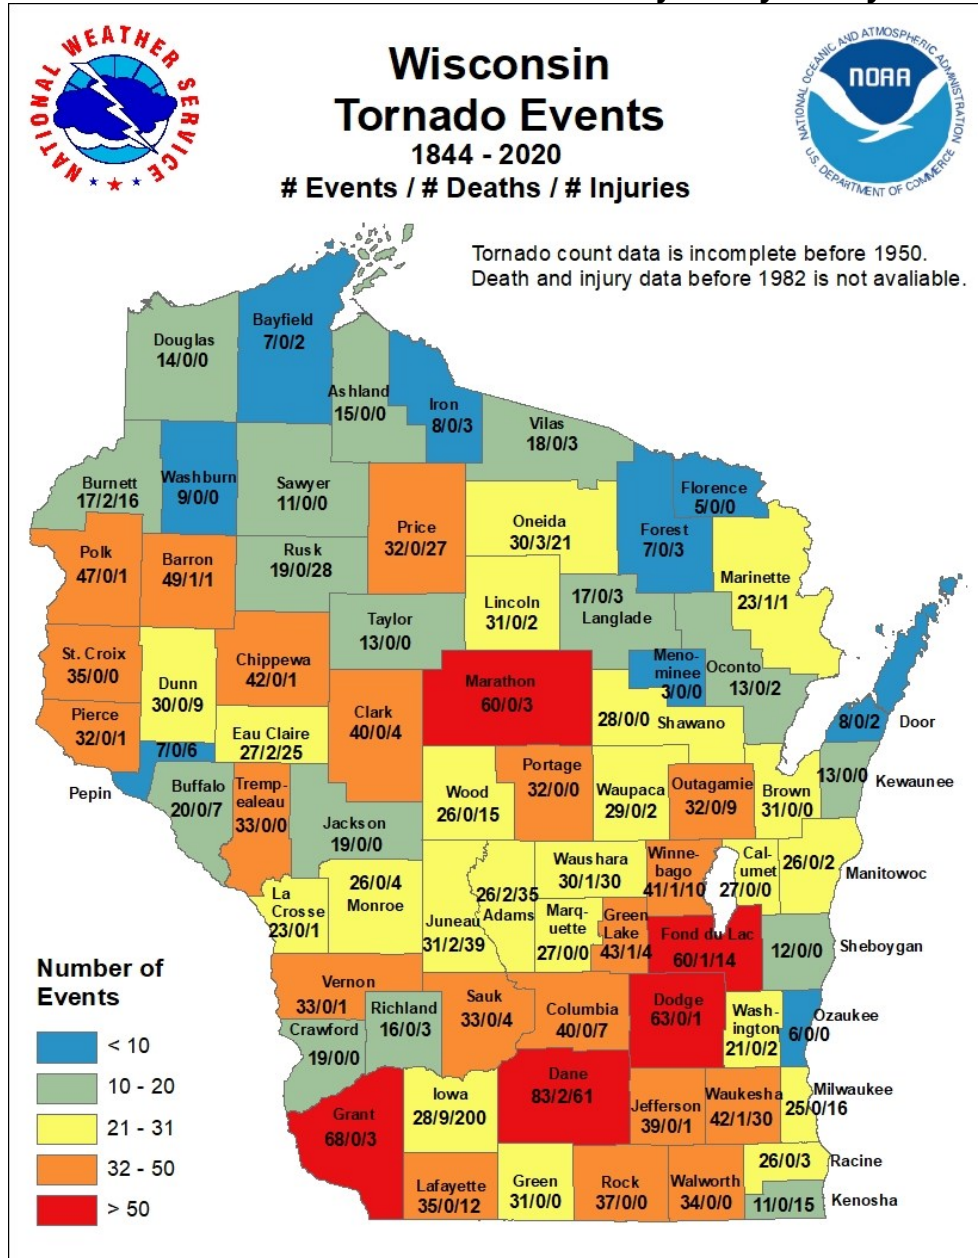 NATIONAL WEATHER SERVICE
Wisconsin
Tornado Events
1844 - 2020
# Events / # Deaths / # Injuries
NATIONAL OCEANIC AND ATMOSPHERIC ADMINISTRATION
NOAA
U.S. DEPARTMENT OF COMMERCE
Tornado count data is incomplete before 1950.
Death and injury data before 1982 is not avaliable.
Douglas
14/0/0
Bayfield
7/0/2
Ashland
15/0/0
Iron
8/0/3
Vilas
18/0/3
Burnett
17/2/16
Washburn
9/0/0
Sawyer
11/0/0
Price
32/0/27
Oneida
30/3/21
Forest
7/0/3
Florence
5/0/0
Marinette
23/1/1
Polk
47/0/1
Barron
49/1/1
Rusk
19/0/28
Taylor
13/0/0
Lincoln
31/0/2
17/0/3
Langlade
St. Croix
35/0/0
Dunn
30/0/9
Chippewa
42/0/1
Clark
40/0/4
Marathon
60/0/3
Meno-
minee
3/0/0
Oconto
13/0/2
8/0/2
Door
Pierce
32/0/1
7/0/6
Pepin
Eau Claire
27/2/25
28/0/0
Shawano
Buffalo
20/0/7
Tremp-
ealeau
33/0/0
Jackson
19/0/0
Wood
26/0/15
Portage
32/0/0
Waupaca
29/0/2
Outagamie
32/0/9
Brown
31/0/0
13/0/0
Kewaunee
La
Crosse
23/0/1
26/0/4
Monroe
Juneau
31/2/39
26/2/35
Adams
Waushara
30/1/30
Winne-
bago
41/1/10
Cal-
umet
27/0/0
26/0/2
Manitowoc
Marq-
uette
27/0/0
Green
Lake
43/1/4
Fond du Lac
60/1/14
12/0/0
Sheboygan
Vernon
33/0/1
Richland
16/0/3
Sauk
33/0/4
Columbia
40/0/7
Dodge
63/0/1
Wash-
ington
21/0/2
Ozaukee
6/0/0
Crawford
19/0/0
Grant
68/0/3
Iowa
28/9/200
Dane
83/2/61
Jefferson
39/0/1
Waukesha
42/1/30
Milwaukee
25/0/16
Lafayette
35/0/12
Green
31/0/0
Rock
37/0/0
Walworth
34/0/0
26/0/3
Racine
11/0/15
Kenosha
Number of
Events
< 10
10 - 20
21 - 31
32 - 50
> 50